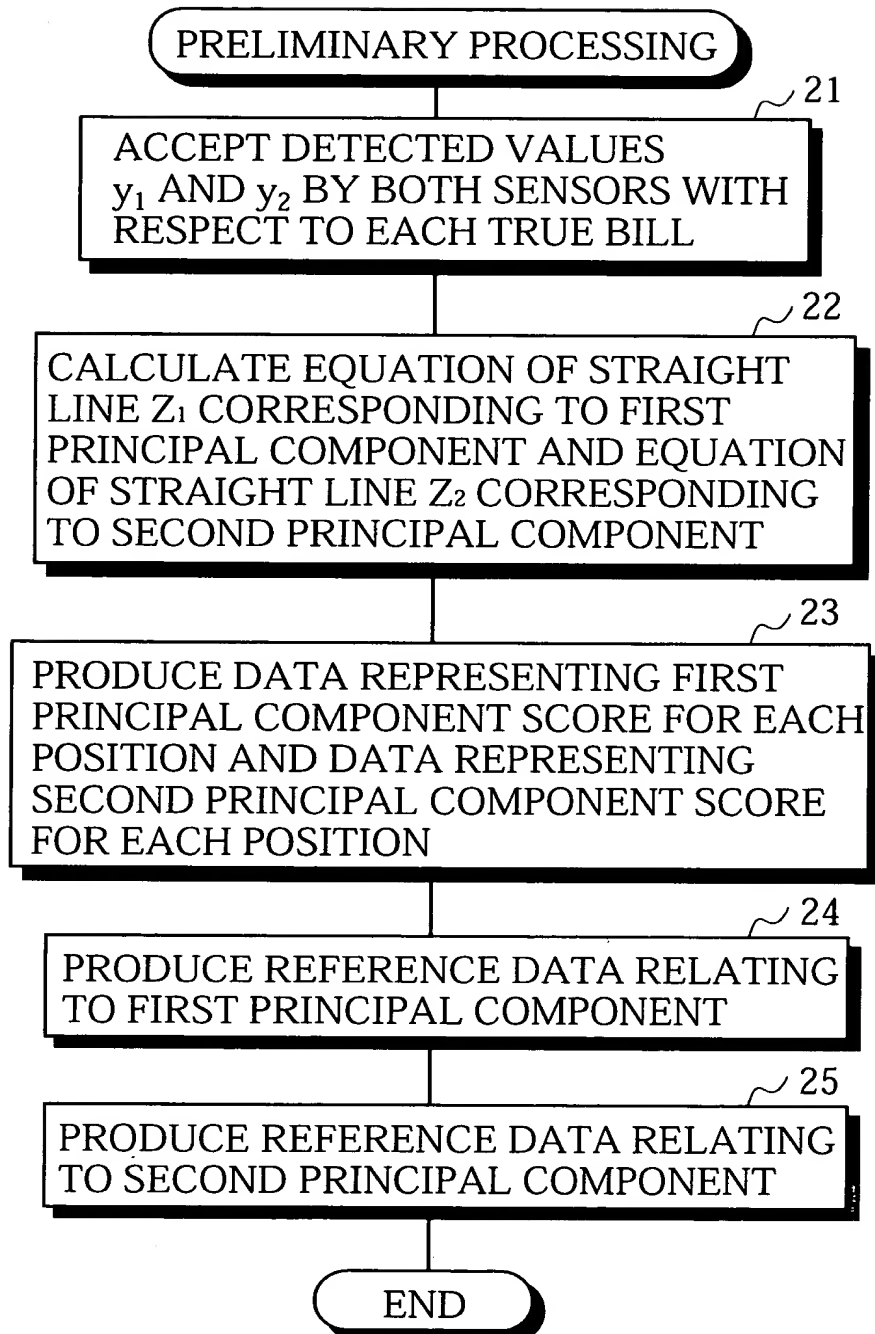 PRELIMINARY PROCESSING
21
ACCEPT DETECTED VALUES
y₁ AND y₂ BY BOTH SENSORS WITH
RESPECT TO EACH TRUE BILL
22
CALCULATE EQUATION OF STRAIGHT
LINE Z₁ CORRESPONDING TO FIRST
PRINCIPAL COMPONENT AND EQUATION
OF STRAIGHT LINE Z₂ CORRESPONDING
TO SECOND PRINCIPAL COMPONENT
23
PRODUCE DATA REPRESENTING FIRST
PRINCIPAL COMPONENT SCORE FOR EACH
POSITION AND DATA REPRESENTING
SECOND PRINCIPAL COMPONENT SCORE
FOR EACH POSITION
24
PRODUCE REFERENCE DATA RELATING
TO FIRST PRINCIPAL COMPONENT
25
PRODUCE REFERENCE DATA RELATING
TO SECOND PRINCIPAL COMPONENT
END